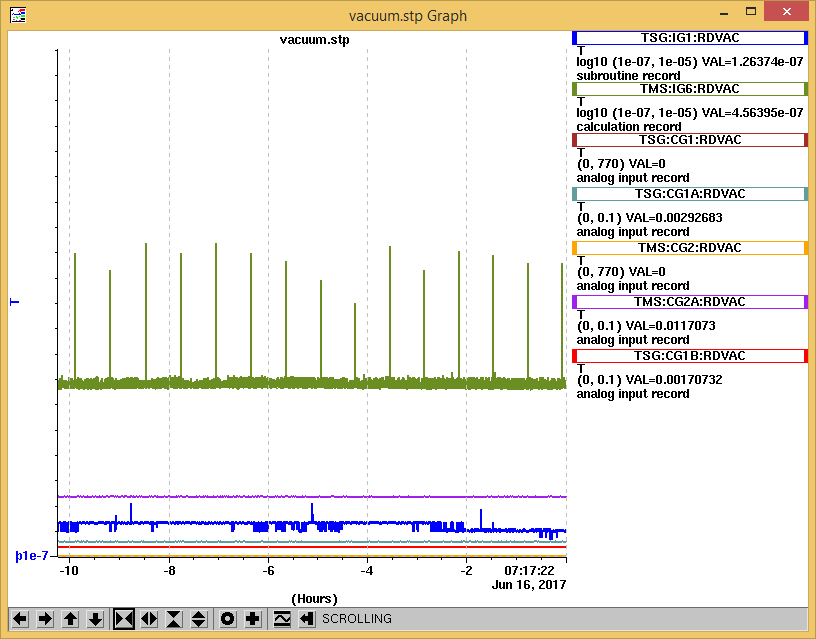 vacuum.stp Graph
vacuum.stp
T
þ1e-7
-10 -8 -6 -4 -2 07:17:22
Jun 16, 2017
(Hours)
TSG:IG1:RDVAC
T
log10 (1e-07, 1e-05) VAL=1.26374e-07
subroutine record
TMS:IG6:RDVAC
T
log10 (1e-07, 1e-05) VAL=4.56395e-07
calculation record
TSG:CG1:RDVAC
T
(0, 770) VAL=0
analog input record
TSG:CG1A:RDVAC
T
(0, 0.1) VAL=0.00292683
analog input record
TMS:CG2:RDVAC
T
(0, 770) VAL=0
analog input record
TMS:CG2A:RDVAC
T
(0, 0.1) VAL=0.0117073
analog input record
TSG:CG1B:RDVAC
T
(0, 0.1) VAL=0.00170732
analog input record
SCROLLING